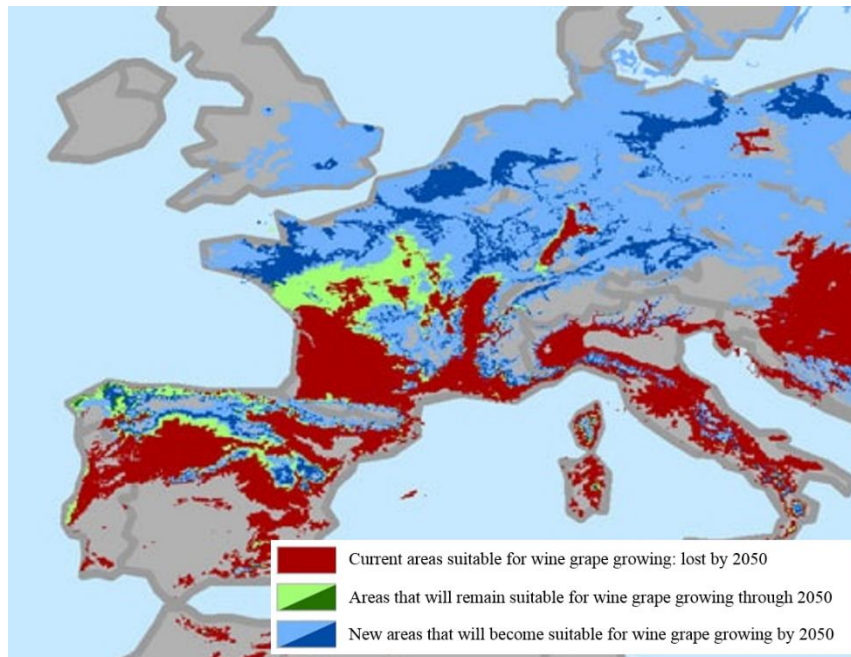 Current areas suitable for wine grape growing: lost by 2050
Areas that will remain suitable for wine grape growing through 2050
New areas that will become suitable for wine grape growing by 2050